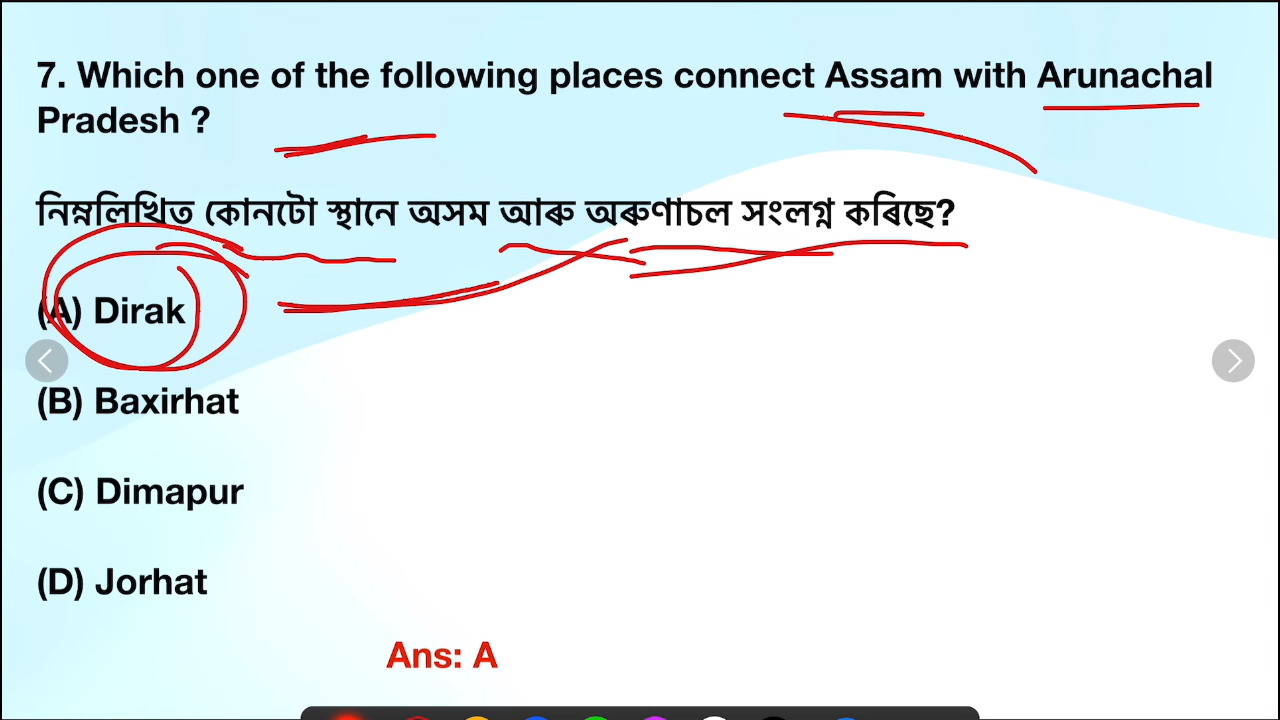 7. Which one of the following places connect Assam with Arunachal
Pradesh ?
নিম্নলিখিত কোনটো স্থানে অসম আৰু অৰুণাচল সংলগ্ন কৰিছে?
(A) Dirak
(B) Baxirhat
(C) Dimapur
(D) Jorhat
Ans: A